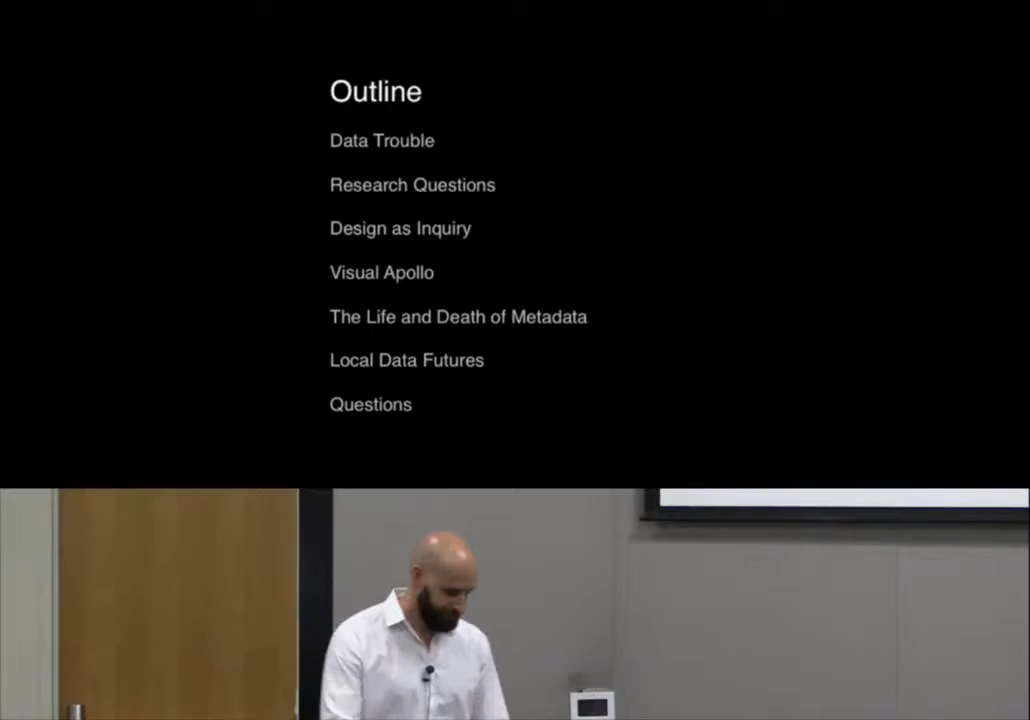 Outline
Data Trouble
Research Questions
Design as Inquiry
Visual Apollo
The Life and Death of Metadata
Local Data Futures
Questions